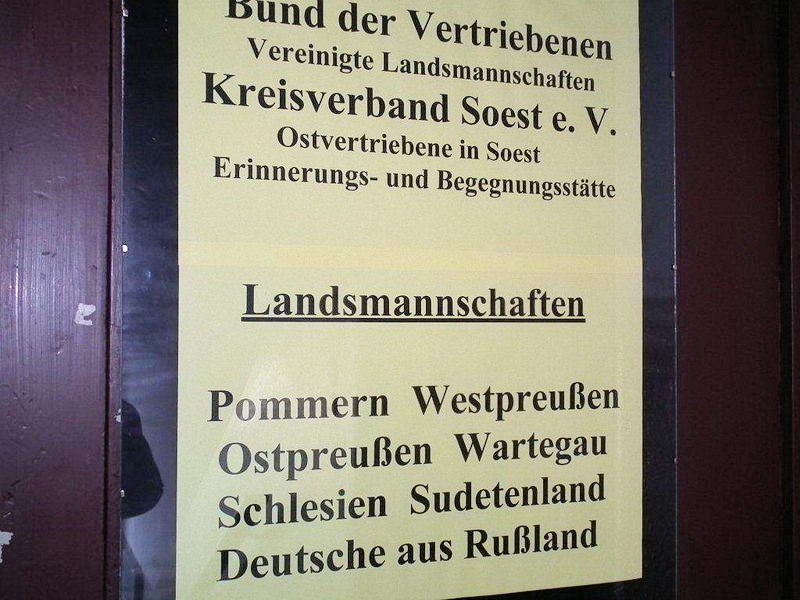 Bund der Vertriebenen
Vereinigte Landsmannschaften
Kreisverband Soest e. V.
Ostvertriebene in Soest
Erinnerungs- und Begegnungsstätte
Landsmannschaften
Pommern Westpreußen
Ostpreußen Wartegau
Schlesien Sudetenland
Deutsche aus Rußland